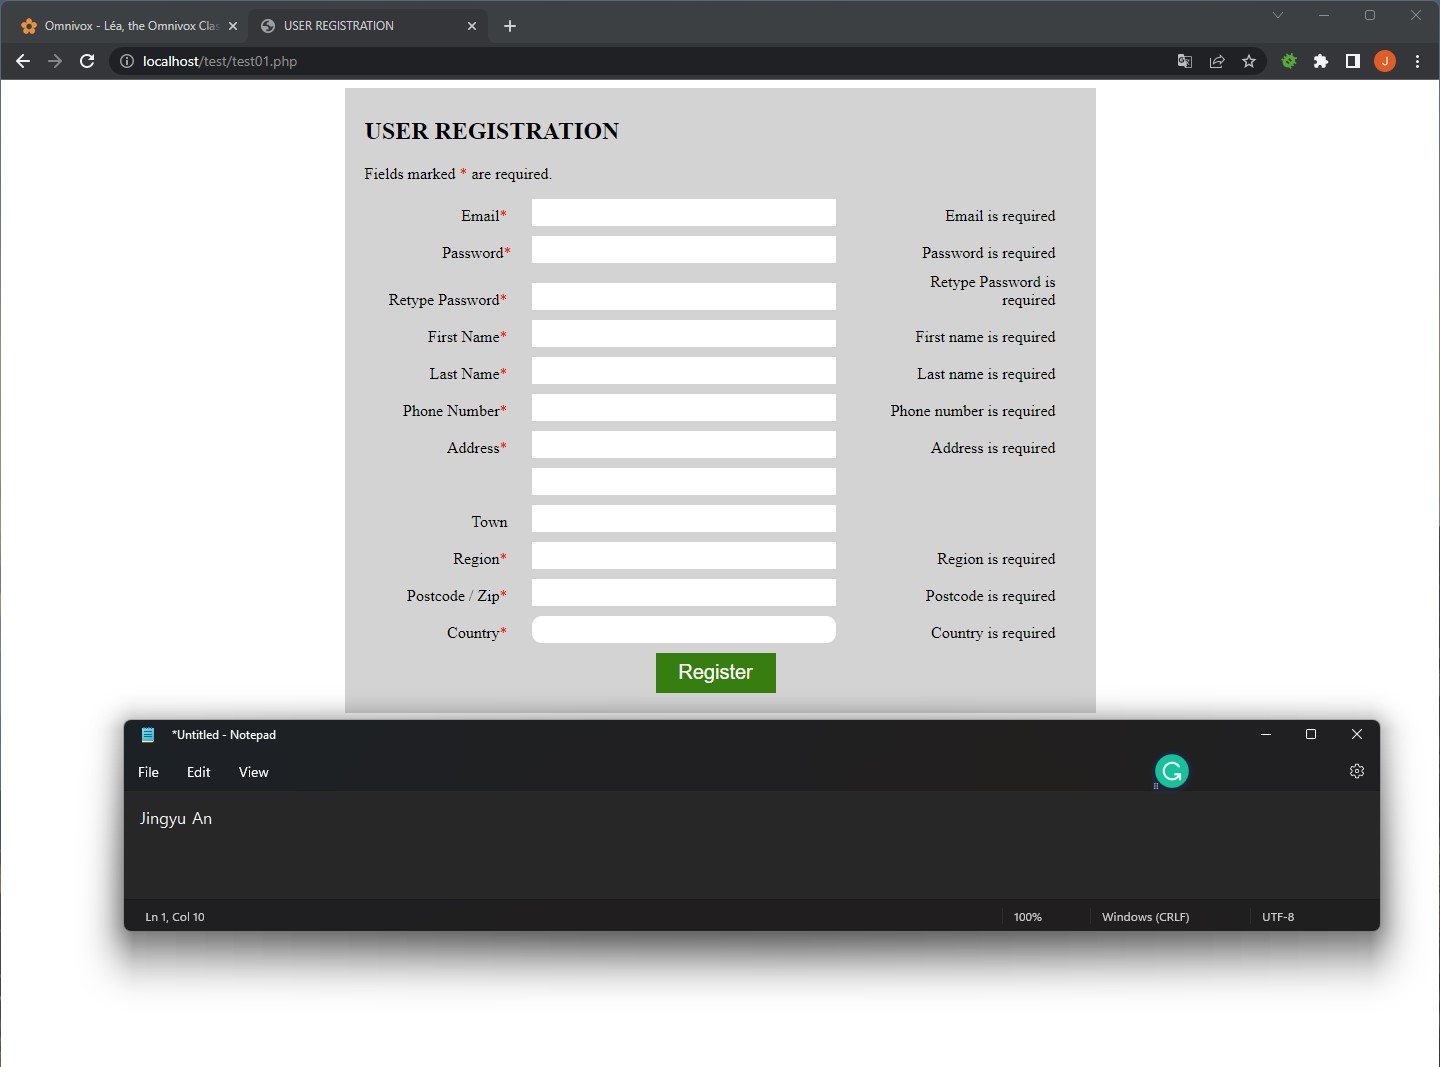 Omnivox - Léa, the Omnivox Clas
USER REGISTRATION
localhost/test/test01.php
J
USER REGISTRATION
Fields marked * are required.
Email* Email is required
Password* Password is required
Retype Password* Retype Password is
required
First Name* First name is required
Last Name* Last name is required
Phone Number* Phone number is required
Address* Address is required
Town
Region* Region is required
Postcode / Zip* Postcode is required
Country* Country is required
Register
*Untitled - Notepad
File Edit View
G
Jingyu An
Ln 1, Col 10 100% Windows (CRLF) UTF-8